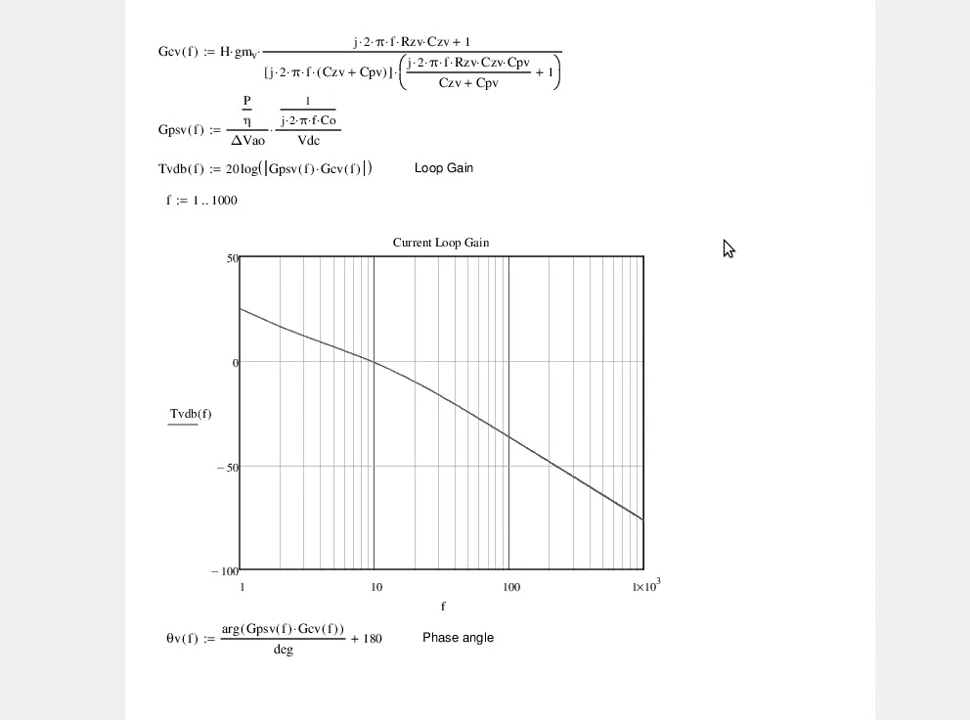 Gcv(f) := H·gmv· j·2·π·f·Rzv·Czv + 1 / [j·2·π·f·(Czv + Cpv)]·(j·2·π·f·Rzv·Czv·Cpv / Czv + Cpv + 1)
Gpsv(f) := P / η / ΔVao · 1 / j·2·π·f·Co / Vdc
Tvdb(f) := 20log(|Gpsv(f)·Gcv(f)|) Loop Gain
f := 1 .. 1000
Current Loop Gain
50
0
Tvdb(f)
− 50
− 100
1 10 100 1×10³
f
θv(f) := arg(Gpsv(f)·Gcv(f)) / deg + 180 Phase angle